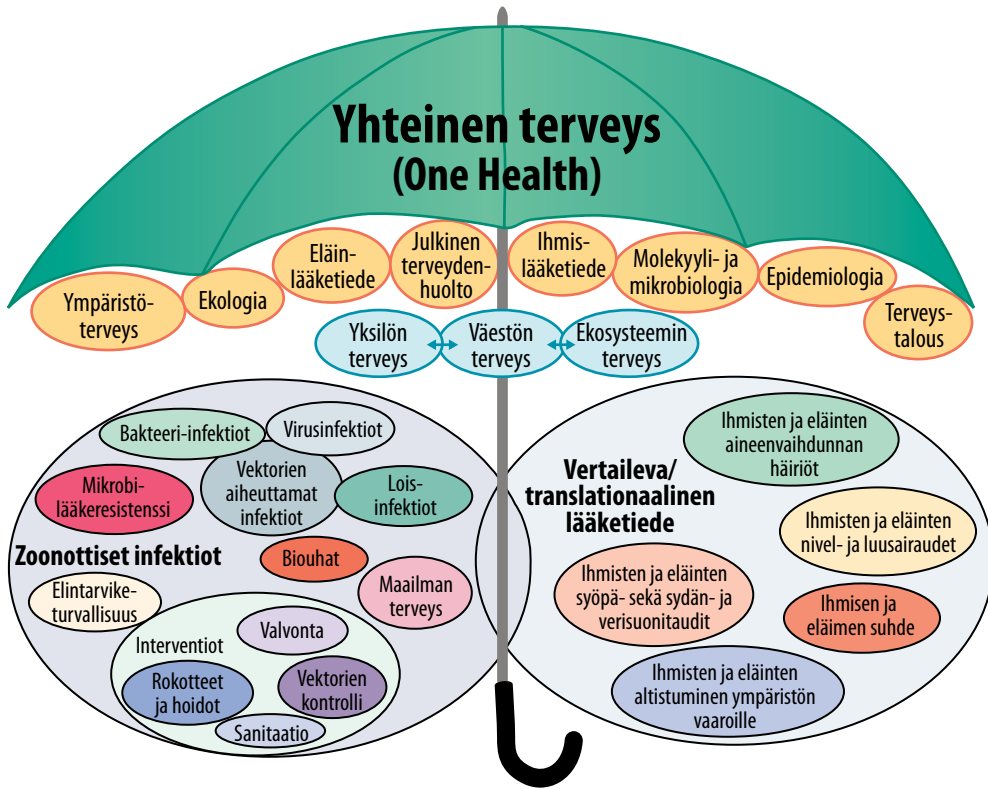 Yhteinen terveys
(One Health)
Ympäristö-
terveys
Ekologia
Eläin-
lääketiede
Julkinen
terveyden-
huolto
Ihmis-
lääketiede
Molekyyli- ja
mikrobiologia
Epidemiologia
Terveys-
talous
Yksilön
terveys
Väestön
terveys
Ekosysteemin
terveys
Bakteeri-infektiot
Virusinfektiot
Mikrobi-
lääkeresistenssi
Vektorien
aiheuttamat
infektiot
Lois-
infektiot
Zoonottiset infektiot
Biouhat
Elintarvike-
turvallisuus
Maailman
terveys
Interventiot
Valvonta
Rokotteet
ja hoidot
Vektorien
kontrolli
Sanitaatio
Vertaileva/
translationaalinen
lääketiede
Ihmisten ja eläinten
aineenvaihdunnan
häiriöt
Ihmisten ja eläinten
nivel- ja luusairaudet
Ihmisten ja eläinten
syöpä- sekä sydän- ja
verisuonitaudit
Ihmisen ja
eläimen suhde
Ihmisten ja eläinten
altistuminen ympäristön
vaaroille